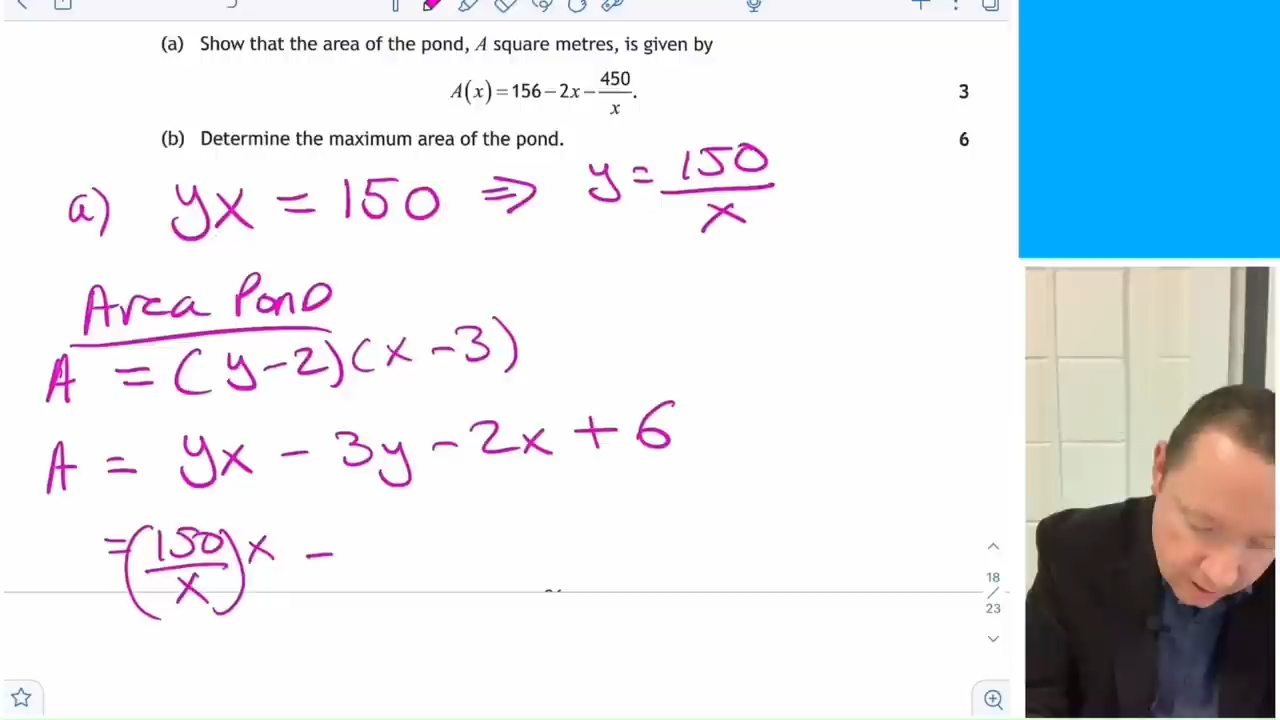 (a) Show that the area of the pond, A square metres, is given by
A(x)=156−2x−450/x. 3
(b) Determine the maximum area of the pond. 6
a) yx = 150 ⇒ y = 150/x
Area Pond
A = (y−2)(x−3)
A = yx − 3y − 2x + 6
= (150/x)x −
18
/
23